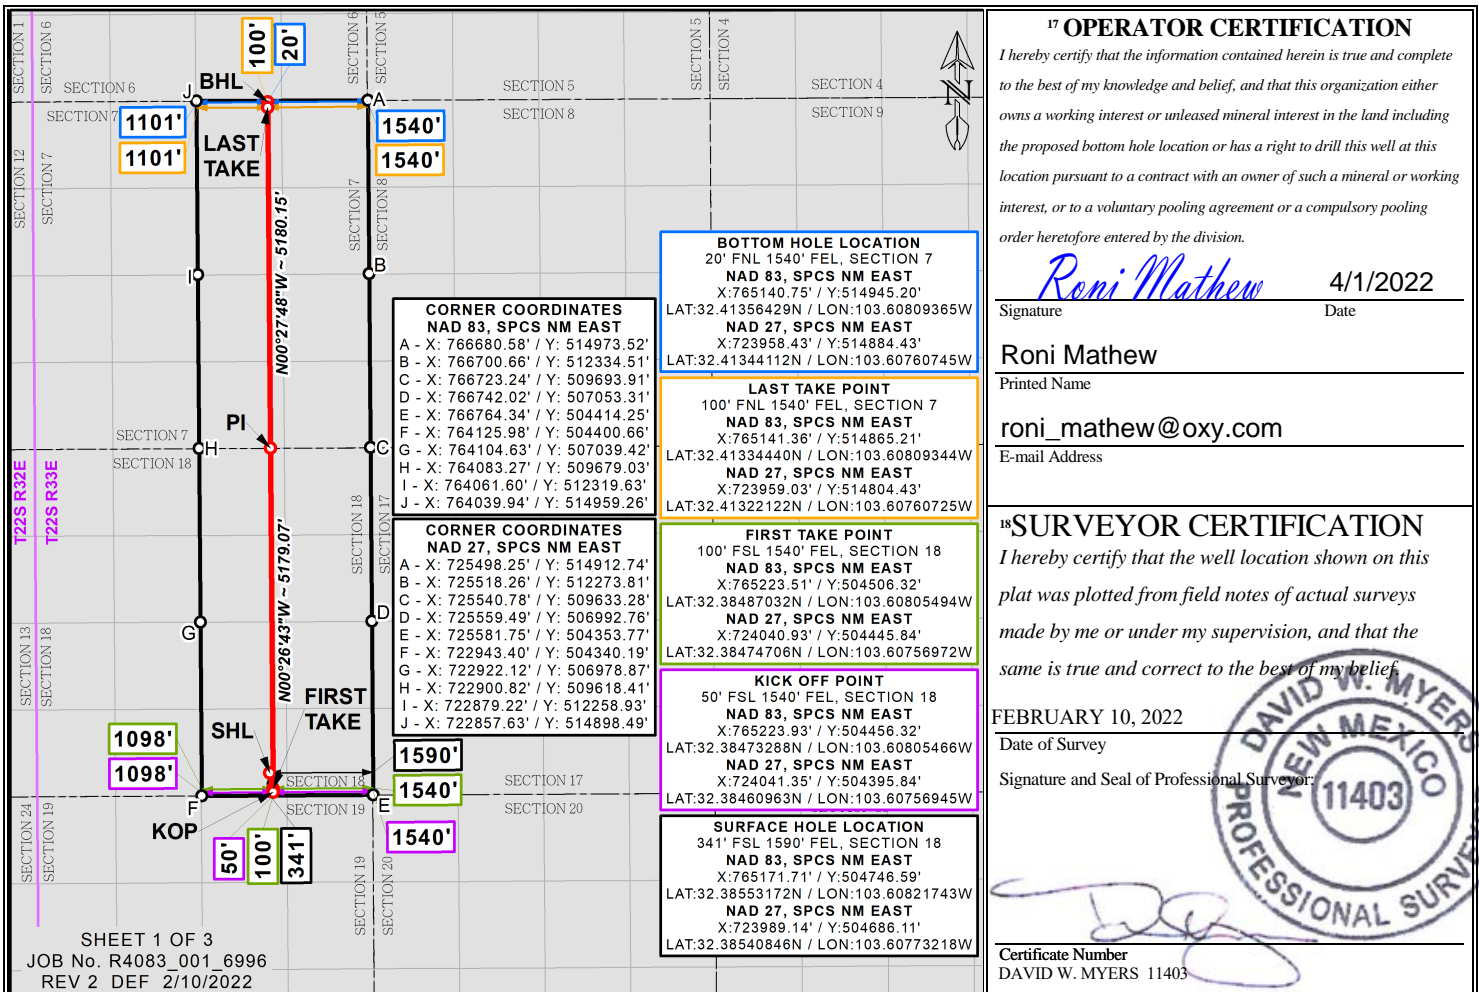 SECTION 1
SECTION 6
SECTION 6
SECTION 5
SECTION 5
SECTION 4
100'
20'
BHL
J
A
N
SECTION 6
SECTION 7
SECTION 5
SECTION 8
SECTION 4
SECTION 9
1101'
1101'
LAST
TAKE
1540'
1540'
SECTION 12
SECTION 7
SECTION 7
SECTION 8
N00°27'48"W ~ 5180.15'
I
B
PI
SECTION 7
SECTION 18
H
C
T22S R32E
T22S R33E
SECTION 18
SECTION 17
G
D
SECTION 13
SECTION 18
N00°26'43"W ~ 5179.07'
FIRST
TAKE
SHL
1098'
1098'
1590'
1540'
1540'
SECTION 18
SECTION 19
SECTION 17
SECTION 20
F
E
KOP
50'
100'
341'
SECTION 24
SECTION 19
SECTION 19
SECTION 20
SHEET 1 OF 3
JOB No. R4083_001_6996
REV 2 DEF 2/10/2022
CORNER COORDINATES
NAD 83, SPCS NM EAST
A - X: 766680.58' / Y: 514973.52'
B - X: 766700.66' / Y: 512334.51'
C - X: 766723.24' / Y: 509693.91'
D - X: 766742.02' / Y: 507053.31'
E - X: 766764.34' / Y: 504414.25'
F - X: 764125.98' / Y: 504400.66'
G - X: 764104.63' / Y: 507039.42'
H - X: 764083.27' / Y: 509679.03'
I - X: 764061.60' / Y: 512319.63'
J - X: 764039.94' / Y: 514959.26'
CORNER COORDINATES
NAD 27, SPCS NM EAST
A - X: 725498.25' / Y: 514912.74'
B - X: 725518.26' / Y: 512273.81'
C - X: 725540.78' / Y: 509633.28'
D - X: 725559.49' / Y: 506992.76'
E - X: 725581.75' / Y: 504353.77'
F - X: 722943.40' / Y: 504340.19'
G - X: 722922.12' / Y: 506978.87'
H - X: 722900.82' / Y: 509618.41'
I - X: 722879.22' / Y: 512258.93'
J - X: 722857.63' / Y: 514898.49'
BOTTOM HOLE LOCATION
20' FNL 1540' FEL, SECTION 7
NAD 83, SPCS NM EAST
X:765140.75' / Y:514945.20'
LAT:32.41356429N / LON:103.60809365W
NAD 27, SPCS NM EAST
X:723958.43' / Y:514884.43'
LAT:32.41344112N / LON:103.60760745W
LAST TAKE POINT
100' FNL 1540' FEL, SECTION 7
NAD 83, SPCS NM EAST
X:765141.36' / Y:514865.21'
LAT:32.41334440N / LON:103.60809344W
NAD 27, SPCS NM EAST
X:723959.03' / Y:514804.43'
LAT:32.41322122N / LON:103.60760725W
FIRST TAKE POINT
100' FSL 1540' FEL, SECTION 18
NAD 83, SPCS NM EAST
X:765223.51' / Y:504506.32'
LAT:32.38487032N / LON:103.60805494W
NAD 27, SPCS NM EAST
X:724040.93' / Y:504445.84'
LAT:32.38474706N / LON:103.60756972W
KICK OFF POINT
50' FSL 1540' FEL, SECTION 18
NAD 83, SPCS NM EAST
X:765223.93' / Y:504456.32'
LAT:32.38473288N / LON:103.60805466W
NAD 27, SPCS NM EAST
X:724041.35' / Y:504395.84'
LAT:32.38460963N / LON:103.60756945W
SURFACE HOLE LOCATION
341' FSL 1590' FEL, SECTION 18
NAD 83, SPCS NM EAST
X:765171.71' / Y:504746.59'
LAT:32.38553172N / LON:103.60821743W
NAD 27, SPCS NM EAST
X:723989.14' / Y:504686.11'
LAT:32.38540846N / LON:103.60773218W
17 OPERATOR CERTIFICATION
I hereby certify that the information contained herein is true and complete
to the best of my knowledge and belief, and that this organization either
owns a working interest or unleased mineral interest in the land including
the proposed bottom hole location or has a right to drill this well at this
location pursuant to a contract with an owner of such a mineral or working
interest, or to a voluntary pooling agreement or a compulsory pooling
order heretofore entered by the division.
Roni Mathew 4/1/2022
Signature Date
Roni Mathew
Printed Name
roni_mathew@oxy.com
E-mail Address
18 SURVEYOR CERTIFICATION
I hereby certify that the well location shown on this
plat was plotted from field notes of actual surveys
made by me or under my supervision, and that the
same is true and correct to the best of my belief.
FEBRUARY 10, 2022
Date of Survey
Signature and Seal of Professional Surveyor:
DAVID W. MYERS
NEW MEXICO
11403
PROFESSIONAL SURVEY
Certificate Number
DAVID W. MYERS 11403